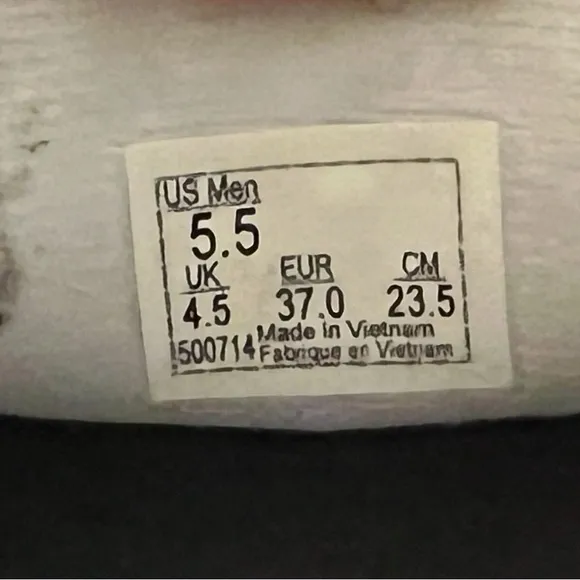 US Men
5.5
UK EUR CM
4.5 37.0 23.5
Made in Vietnam
500714 Fabrique en Vietnam